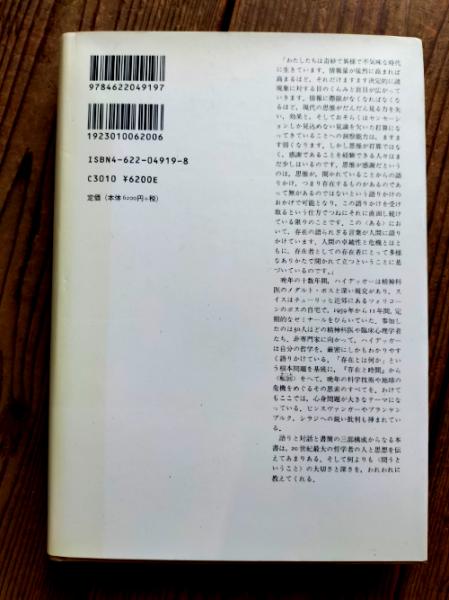 9784622049197
1923010062006
ISBN4-622-04919-8
C3010 ¥6200E
定価 (本体6200円+税)
「わたしたちは奇妙で異様で不気味な時代
に生きています。情報量が猛烈に高まれば
高まるほど、それだけますます決定的に諸
現象に対する目のくらみと盲目が広がって
いきます。情報に際限がなくなればなくな
るほど、現代の思惟がだんだん見る力を失
い、効果と、そしておそらくはセンセーシ
ョンしか見込めない見識を欠いた打算にな
ってきていることへの洞察能力は、ますま
す弱くなります。しかし思惟が打算ではな
く、感謝であることを経験できる人々はま
だ少しはいるのです。思惟が感謝だという
のは、思惟が、開かれていることからの語
りかけ、つまり存在するものがあるのであ
って無があるのではないという語りかけの
おかげで可能となり、この語りかけを受け
取るという仕方でつねにそれに直面し続けて
いる限りのことです。この〈ある〉にお
いて、存在の語られざる言葉が人間に語り
かけています。人間の卓越性と危機とはと
もに、存在者としての存在者にとって多様
なありかたで開かれて立つということに基
づいているのです。」
晩年の十数年間、ハイデッガーは精神科
医のメダルト・ボスと深い親交があり、ス
イスはチューリッヒ近郊にあるツォリコー
ンのボスの自宅で、1959年から11年間、定
期的なゼミナールをひらいていた。参加し
たのは50人ほどの精神科医や臨床心理学者
たち。非専門家に向かって、ハイデッガー
は自分の哲学を、厳密にしかもわかりやす
く語りかけている。『存在とは何か』とい
う根本問題を基底に、『存在と時間』から
〈転回〉をへて、晩年の科学技術や地球の
危機をめぐるその思索のすべてを。わけて
もここでは、心身問題が大きなテーマにな
っている。ビンスヴァンガーやブランケン
ブルク、シラジへの鋭い批判も挿まれてい
る。
語りと対話と書簡の三部構成からなる本
書は、20世紀最大の哲学者の人と思想を伝
えてあまりある。そして何よりも〈問うと
いうこと〉の大切さと深さを、われわれに
教えてくれる。